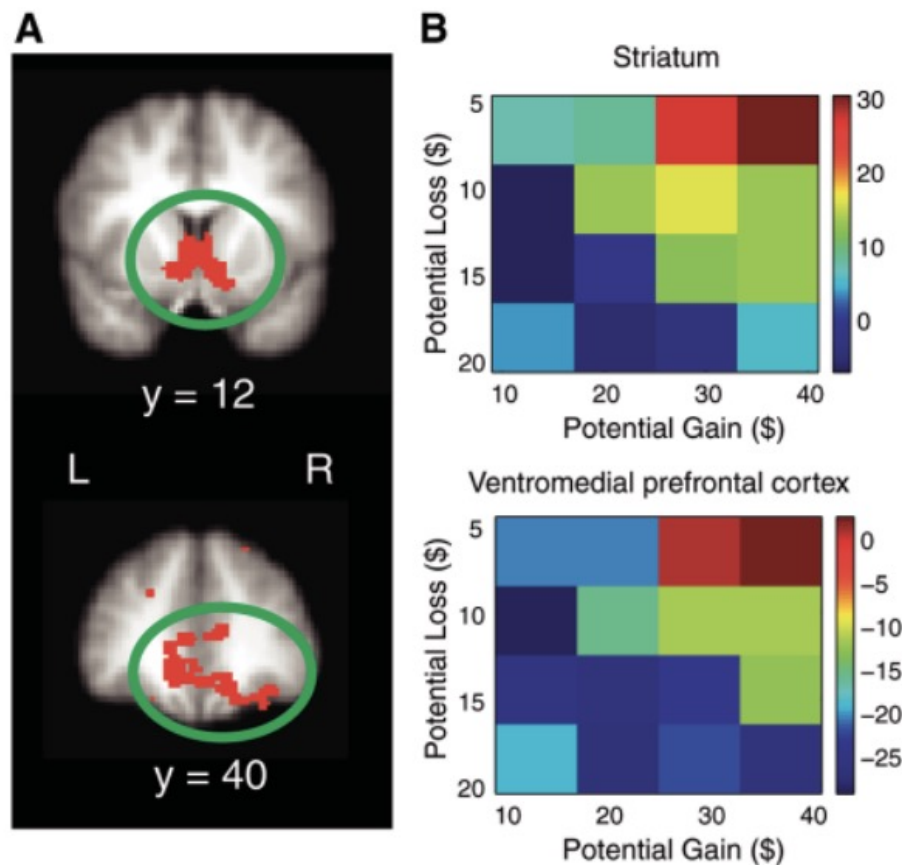 A
y = 12
L R
y = 40
B
Striatum
Potential Loss ($)
5
10
15
20
10 20 30 40
Potential Gain ($)
30
20
10
0
Ventromedial prefrontal cortex
Potential Loss ($)
5
10
15
20
10 20 30 40
Potential Gain ($)
0
−5
−10
−15
−20
−25